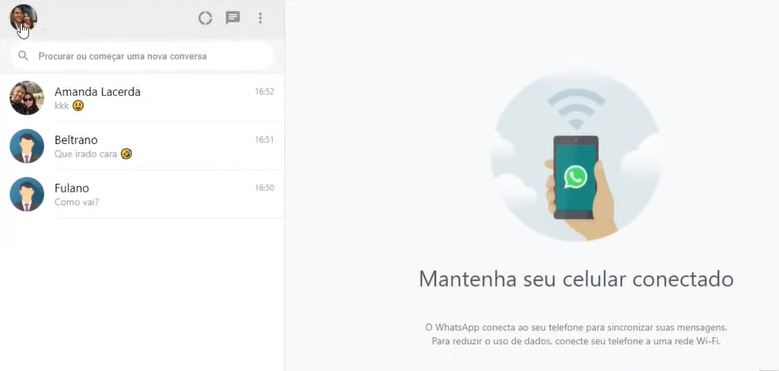 Procurar ou começar uma nova conversa
Amanda Lacerda
16:52
kkk 😃
Beltrano
16:51
Que irado cara 🤣
Fulano
16:50
Como vai?
Mantenha seu celular conectado
O WhatsApp conecta ao seu telefone para sincronizar suas mensagens.
Para reduzir o uso de dados, conecte seu telefone a uma rede Wi-Fi.